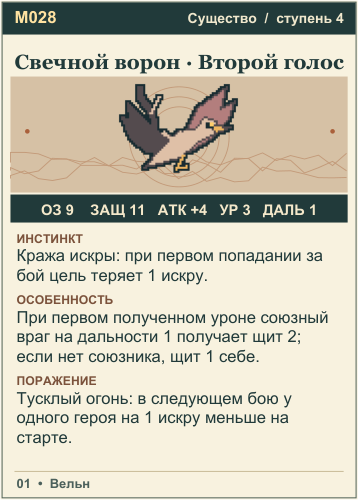 М028
Существо / ступень 4
Свечной ворон · Второй голос
ОЗ 9 ЗАЩ 11 АТК +4 УР 3 ДАЛЬ 1
ИНСТИНКТ
Кража искры: при первом попадании за
бой цель теряет 1 искру.
ОСОБЕННОСТЬ
При первом полученном уроне союзный
враг на дальности 1 получает щит 2;
если нет союзника, щит 1 себе.
ПОРАЖЕНИЕ
Тусклый огонь: в следующем бою у
одного героя на 1 искру меньше на
старте.
01 • Вельн